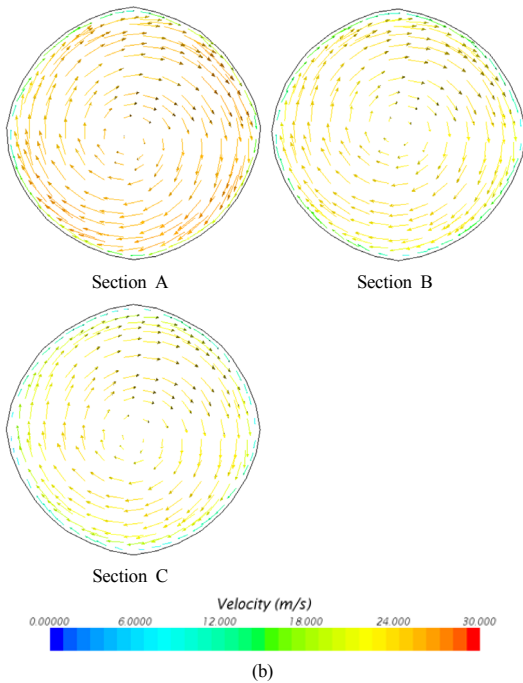 Section A
Section B
Section C
Velocity (m/s)
0.00000 6.0000 12.000 18.000 24.000 30.000
(b)